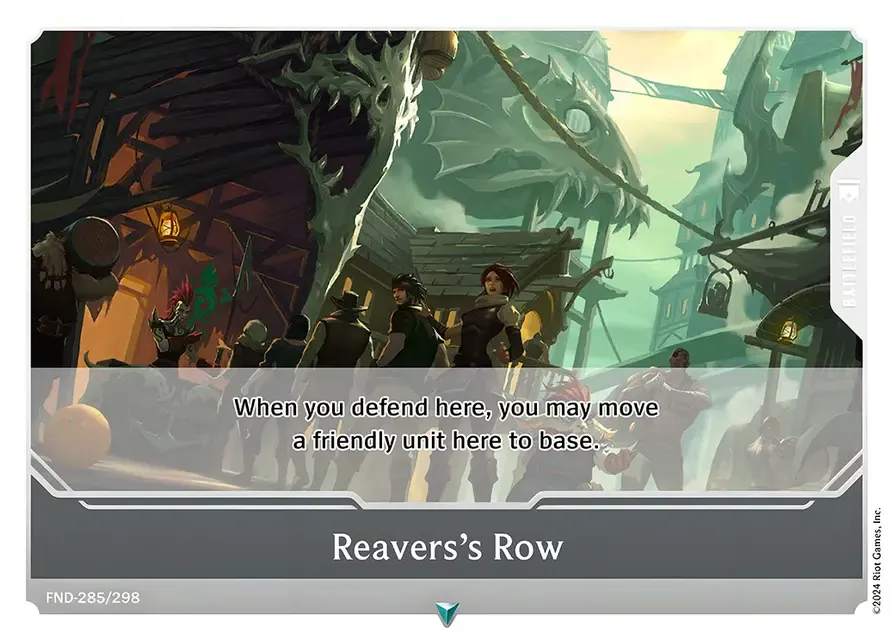 BATTLEFIELD
When you defend here, you may move
a friendly unit here to base.
Reavers's Row
FND-285/298
©2024 Riot Games, Inc.